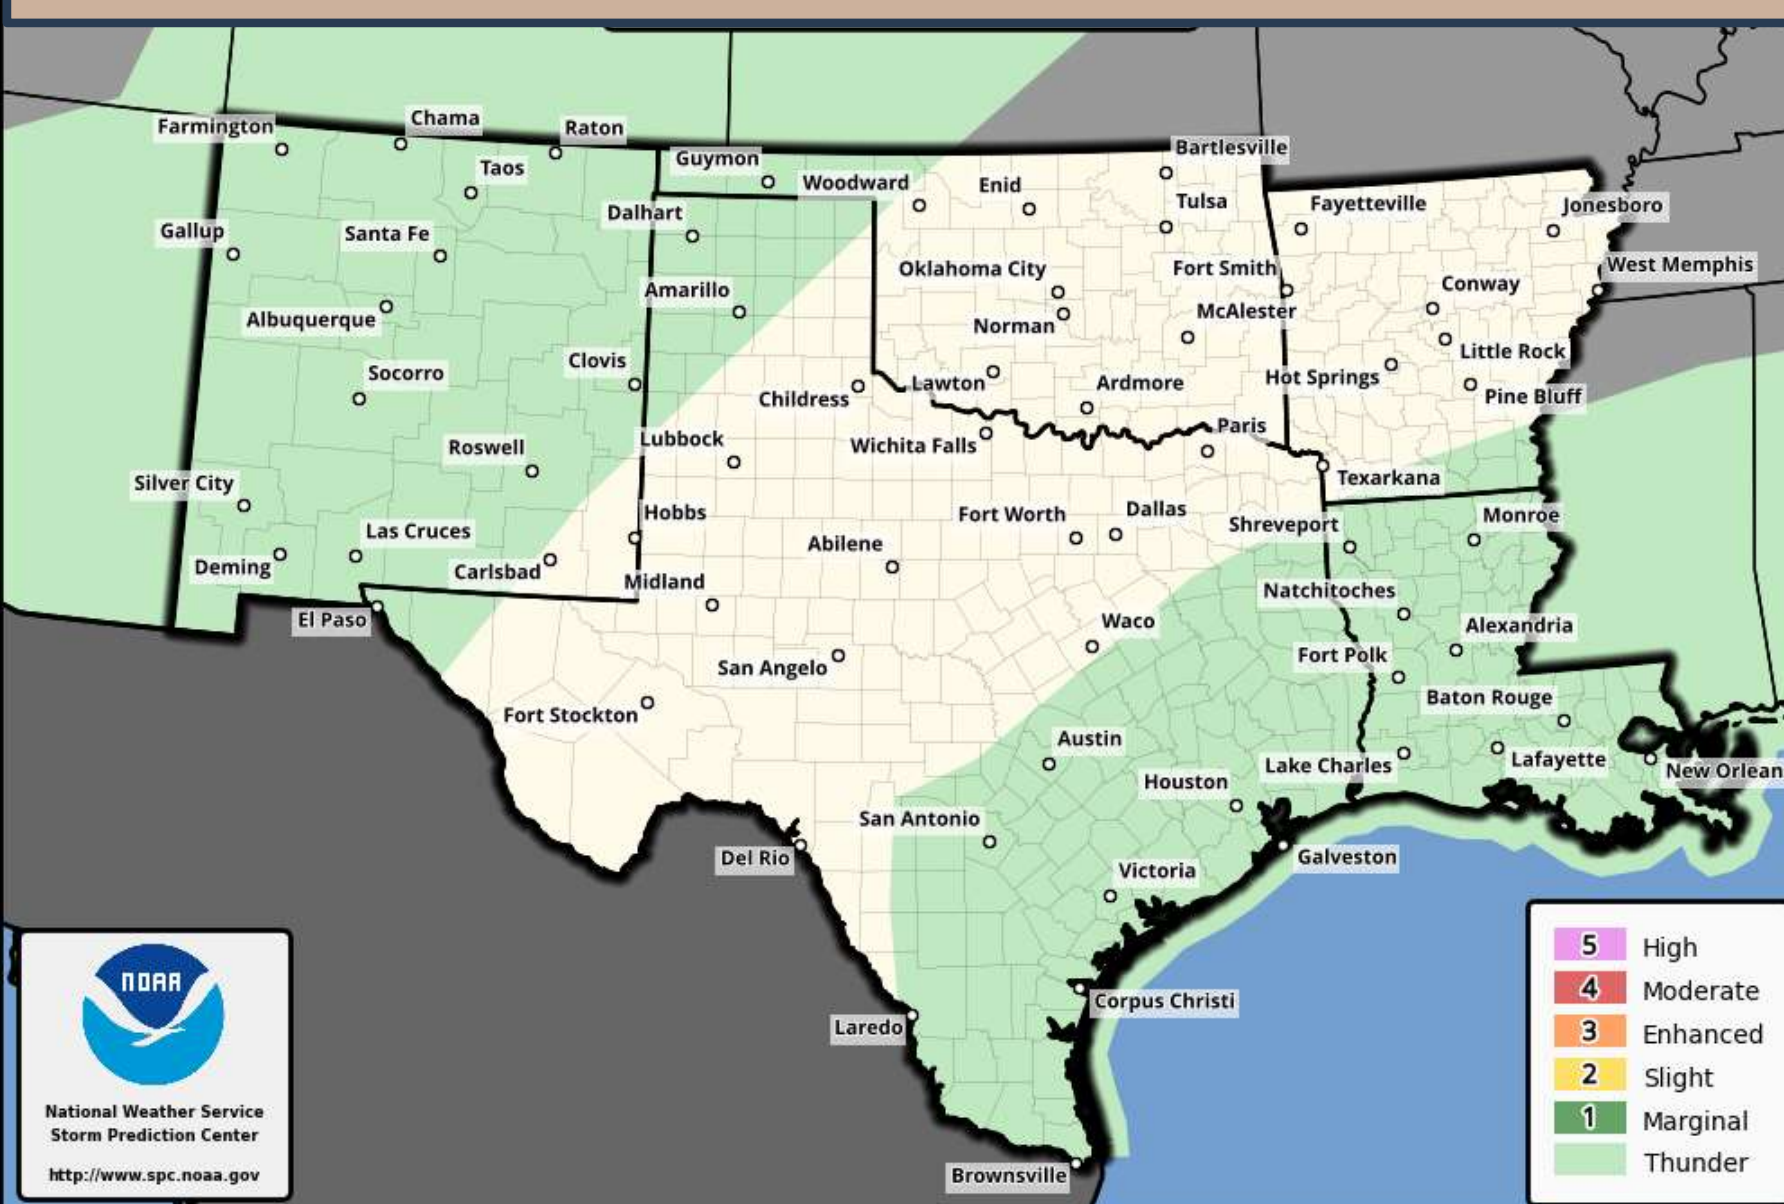 Farmington
Chama
Raton
Taos
Guymon
Woodward
Enid
Bartlesville
Tulsa
Fayetteville
Jonesboro
Gallup
Santa Fe
Dalhart
Oklahoma City
Fort Smith
West Memphis
Albuquerque
Amarillo
Norman
McAlester
Conway
Socorro
Clovis
Childress
Lawton
Ardmore
Hot Springs
Little Rock
Pine Bluff
Roswell
Lubbock
Wichita Falls
Paris
Texarkana
Silver City
Las Cruces
Hobbs
Fort Worth
Dallas
Shreveport
Monroe
Deming
Carlsbad
Midland
Abilene
Natchitoches
El Paso
Waco
Alexandria
San Angelo
Fort Polk
Fort Stockton
Baton Rouge
Austin
Houston
Lake Charles
Lafayette
New Orlean
San Antonio
Del Rio
Galveston
Victoria
Corpus Christi
Laredo
Brownsville
NOAA
National Weather Service
Storm Prediction Center
http://www.spc.noaa.gov
5 High
4 Moderate
3 Enhanced
2 Slight
1 Marginal
Thunder